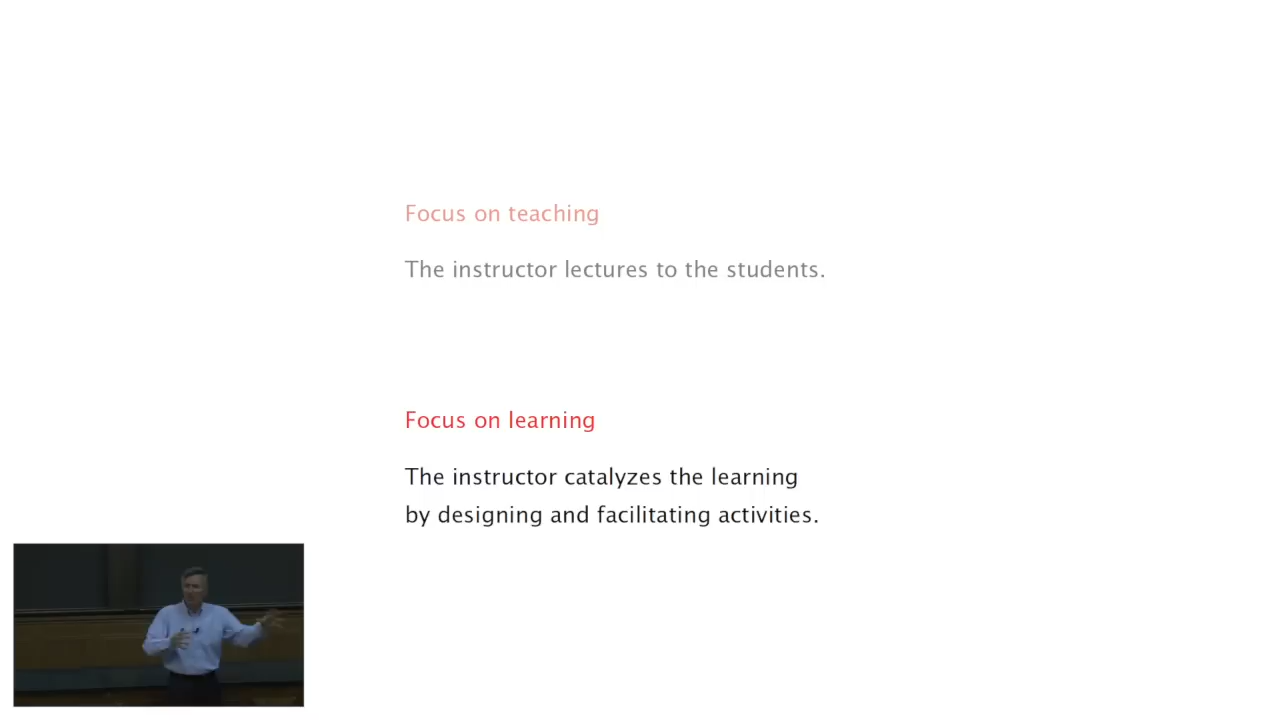 Focus on teaching
The instructor lectures to the students.
Focus on learning
The instructor catalyzes the learning
by designing and facilitating activities.